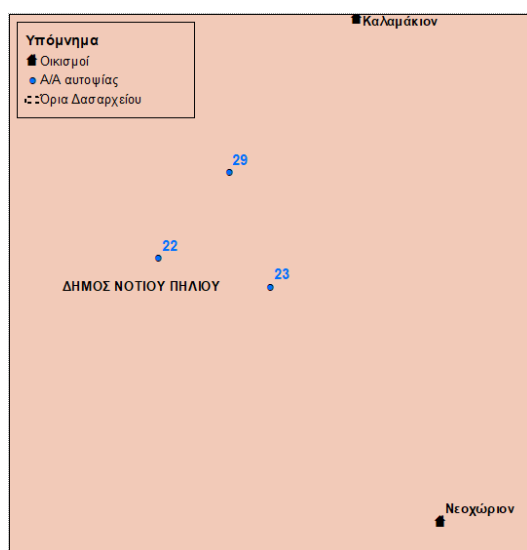 Καλαμάκιον
Υπόμνημα
Οικισμοί
Α/Α αυτοψίας
Όρια Δασαρχείου
29
22
23
ΔΗΜΟΣ ΝΟΤΙΟΥ ΠΗΛΙΟΥ
Νεοχώριον